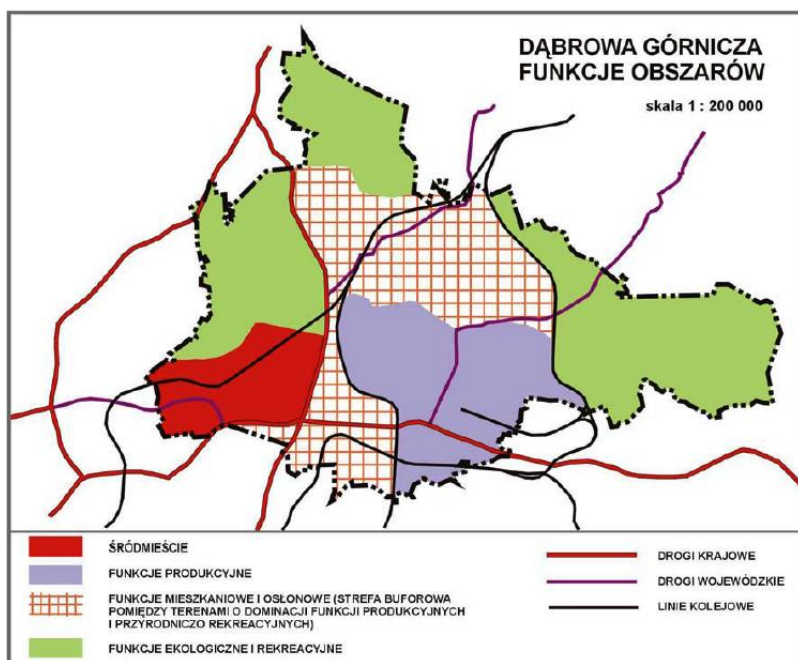 DĄBROWA GÓRNICZA
FUNKCJE OBSZARÓW
skala 1 : 200 000
ŚRÓDMIEŚCIE
FUNKCJE PRODUKCYJNE
FUNKCJE MIESZKANIOWE I OSŁONOWE (STREFA BUFOROWA
POMIĘDZY TERENAMI O DOMINACJI FUNKCJI PRODUKCYJNYCH
I PRZYRODNICZO REKREACYJNYCH)
FUNKCJE EKOLOGICZNE I REKREACYJNE
DROGI KRAJOWE
DROGI WOJEWÓDZKIE
LINIE KOLEJOWE